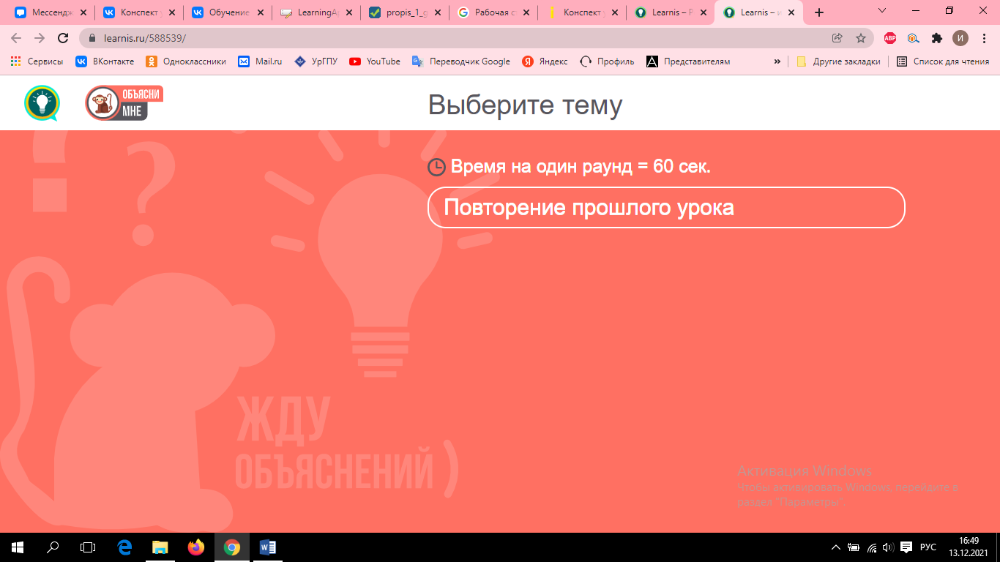 Мессендж
Конспект у
Обучение
LearningAp
propis_1_g
Рабочая ст
Конспект у
Learnis – Р
Learnis – и
learnis.ru/588539/
ABP
И
Сервисы
ВКонтакте
Одноклассники
Mail.ru
УрГПУ
YouTube
Переводчик Google
Яндекс
Профиль
Представителям
»
Другие закладки
Список для чтения
ОБЪЯСНИ
МНЕ
Выберите тему
Время на один раунд = 60 сек.
Повторение прошлого урока
?
ЖДУ
ОБЪЯСНЕНИЙ)
Активация Windows
Чтобы активировать Windows, перейдите в
раздел "Параметры".
РУС
16:49
13.12.2021